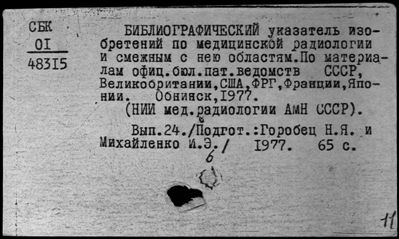 СБК
01
48315
БИБЛИОГРАФИЧЕСКИЙ указатель изо-
бретений по медицинской радиологии
и смежным с нею областям.По материа-
лам офиц.бюл.пат.ведомств СССР,
Великобритании,США,ФРГ,Франции,Япо-
нии. Обнинск,1977.
(НИИ мед.радиологии АМН СССР).
Вып.24./Подгот.:Горобец Н.Я. и
Михайленко И.Э./ 1977. 65 с.
б
11